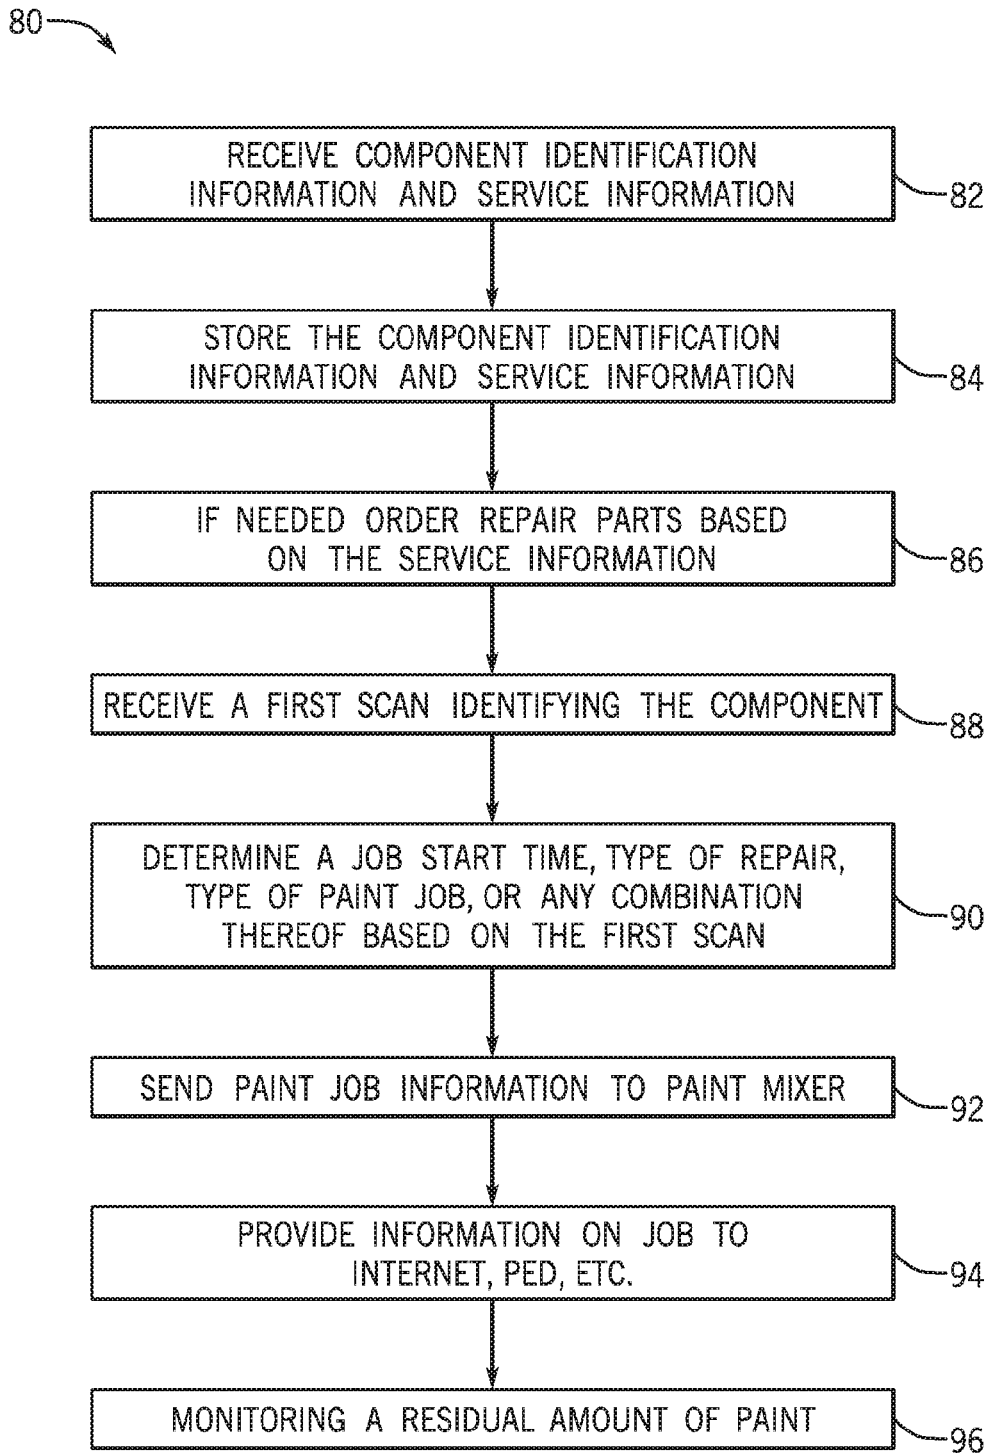 80
RECEIVE COMPONENT IDENTIFICATION
INFORMATION AND SERVICE INFORMATION
82
STORE THE COMPONENT IDENTIFICATION
INFORMATION AND SERVICE INFORMATION
84
IF NEEDED ORDER REPAIR PARTS BASED
ON THE SERVICE INFORMATION
86
RECEIVE A FIRST SCAN IDENTIFYING THE COMPONENT
88
DETERMINE A JOB START TIME, TYPE OF REPAIR,
TYPE OF PAINT JOB, OR ANY COMBINATION
THEREOF BASED ON THE FIRST SCAN
90
SEND PAINT JOB INFORMATION TO PAINT MIXER
92
PROVIDE INFORMATION ON JOB TO
INTERNET, PED, ETC.
94
MONITORING A RESIDUAL AMOUNT OF PAINT
96